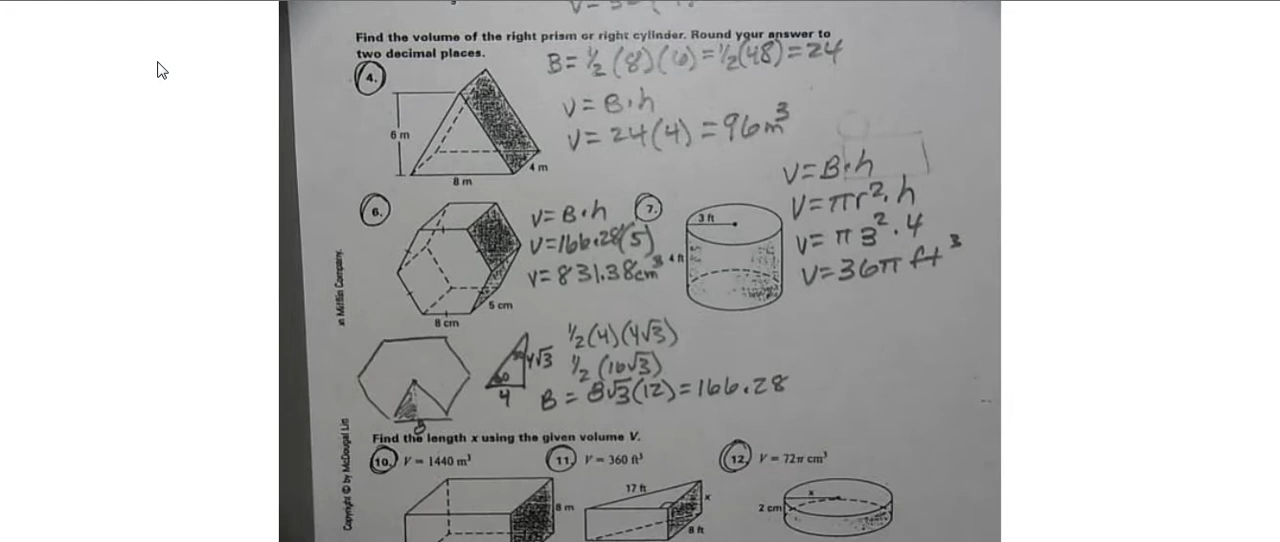 Find the volume of the right prism or right cylinder. Round your answer to
two decimal places.
B = 1/2 (8)(6) = 1/2(48) = 24
4.
V = B·h
V = 24(4) = 96m³
6 m
4 m
8 m
V = B·h
V = πr²·h
V = π 3²·4
V = 36π ft³
6.
V = B·h
V = 166.28(5)
V = 831.38cm³
5 cm
8 cm
7.
3 ft
4 ft
1/2(4)(4√3)
1/2(16√3)
B = 8√3(12) = 166.28
4√3
60
4
8
Find the length x using the given volume V.
10. V = 1440 m³
11. V = 360 ft³
12. V = 72π cm³
8 m
17 ft
x
8 ft
x
2 cm
n Mifflin Company.
Copyright © by McDougal Litt